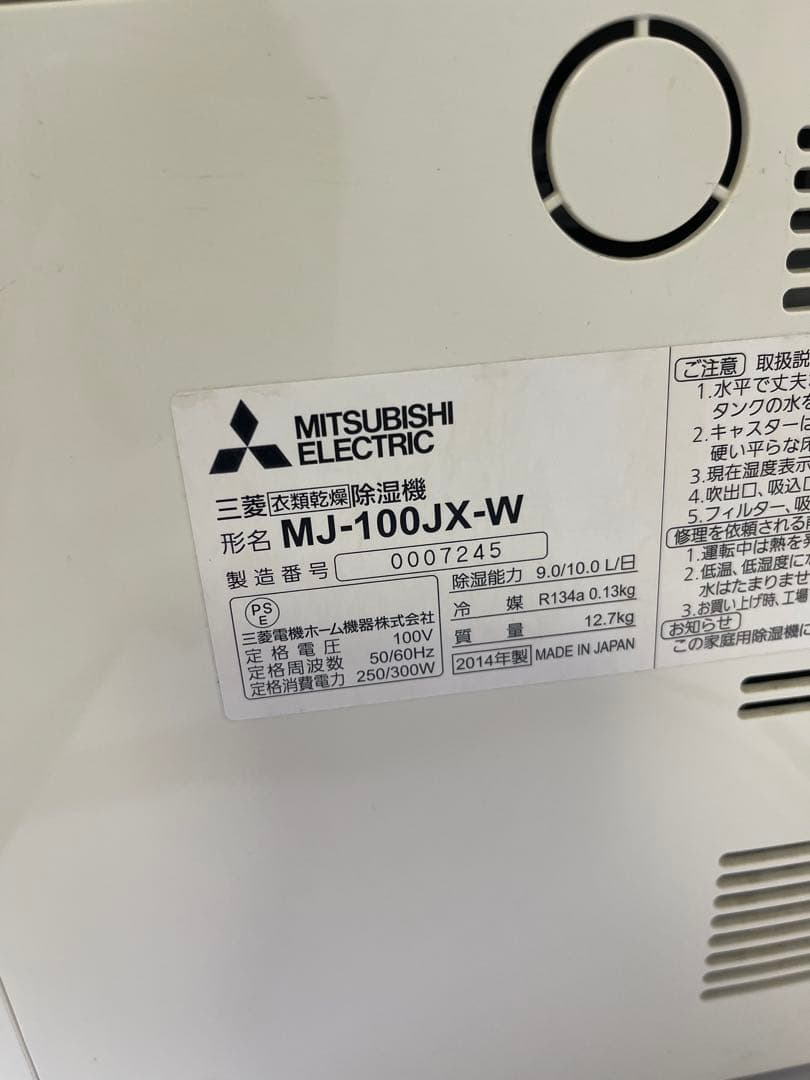 MITSUBISHI
ELECTRIC
三菱 衣類乾燥 除湿機
形名 MJ-100JX-W
製造番号 0007245
PS
E
三菱電機ホーム機器株式会社
定格電圧 100V
定格周波数 50/60Hz
定格消費電力 250/300W
除湿能力 9.0/10.0 L/日
冷媒 R134a 0.13kg
質量 12.7kg
2014年製 MADE IN JAPAN
ご注意 取扱説
1.水平で丈夫
タンクの水を
2.キャスターは
硬い平らな床
3.現在湿度表示
4.吹出口、吸込口
5.フィルター、吸
修理を依頼される前
1.運転中は熱を発
2.低温、低湿度に
水はたまりませ
3.お買い上げ時、工場
お知らせ
この家庭用除湿機に